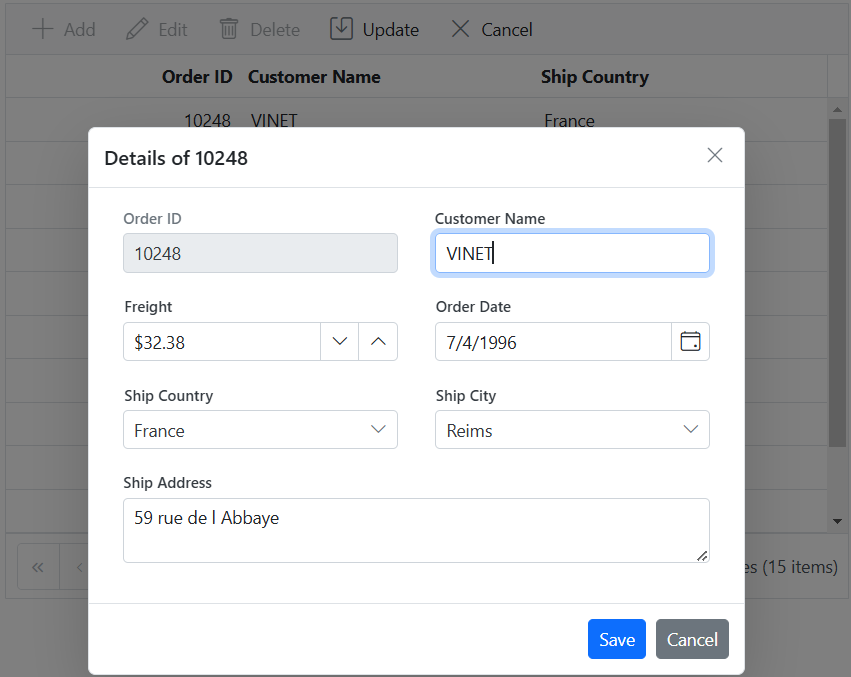 Add Edit Delete Update Cancel
Order ID Customer Name Ship Country
10248 VINET France
Details of 10248
Order ID Customer Name
10248 VINET
Freight Order Date
$32.38 7/4/1996
Ship Country Ship City
France Reims
Ship Address
59 rue de l Abbaye
(15 items)
Save Cancel